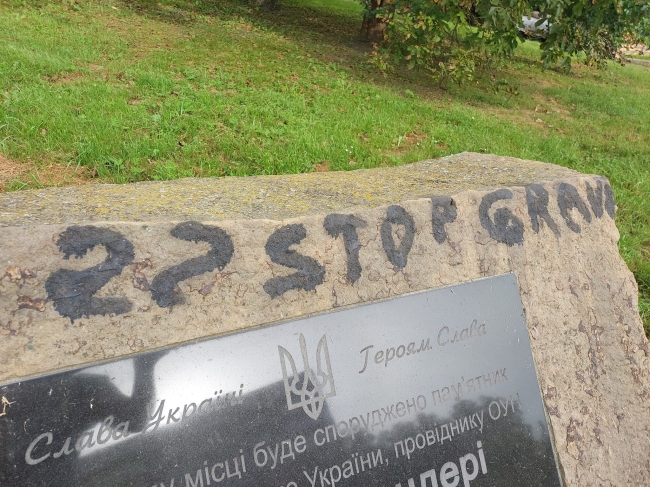 22 STOP GRAV
Слава Україні
Героям Слава
місці буде споруджено пам'ятник
України, провіднику ОУН